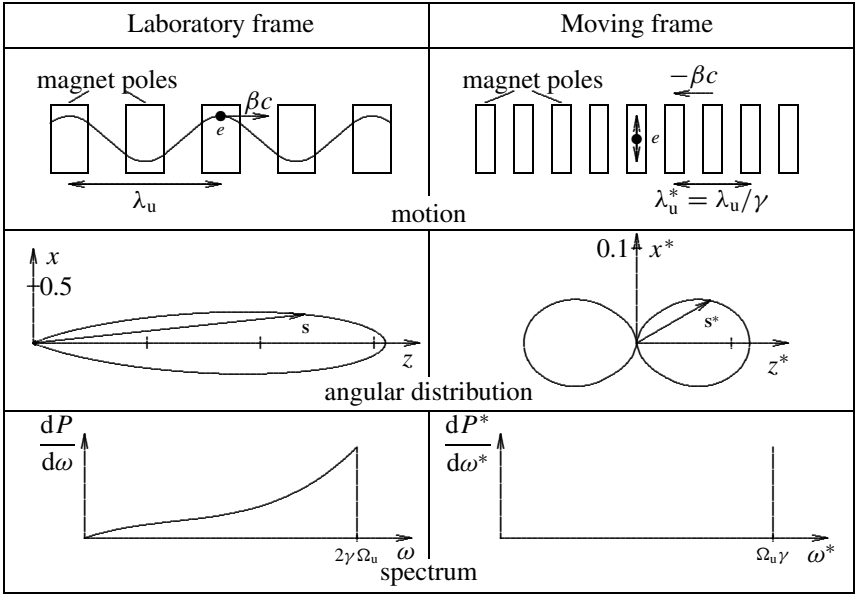 Laboratory frame
Moving frame
magnet poles
βc
e
λu
magnet poles
−βc
e
λu* = λu/γ
motion
x
0.5
s
z
0.1
x*
s*
z*
angular distribution
dP
dω
2γΩu
ω
dP*
dω*
Ωuγ
ω*
spectrum